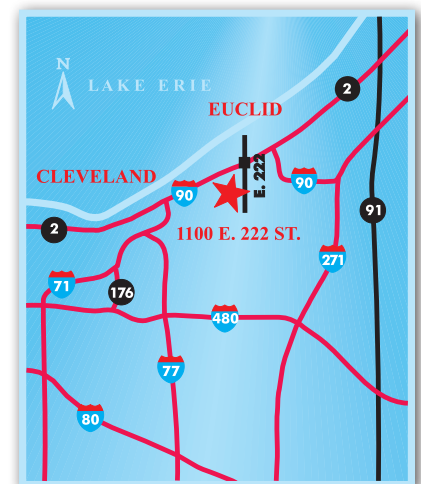 N
LAKE ERIE
2
EUCLID
E. 222
CLEVELAND
90
90
91
2
1100 E. 222 ST.
271
71
176
480
77
80